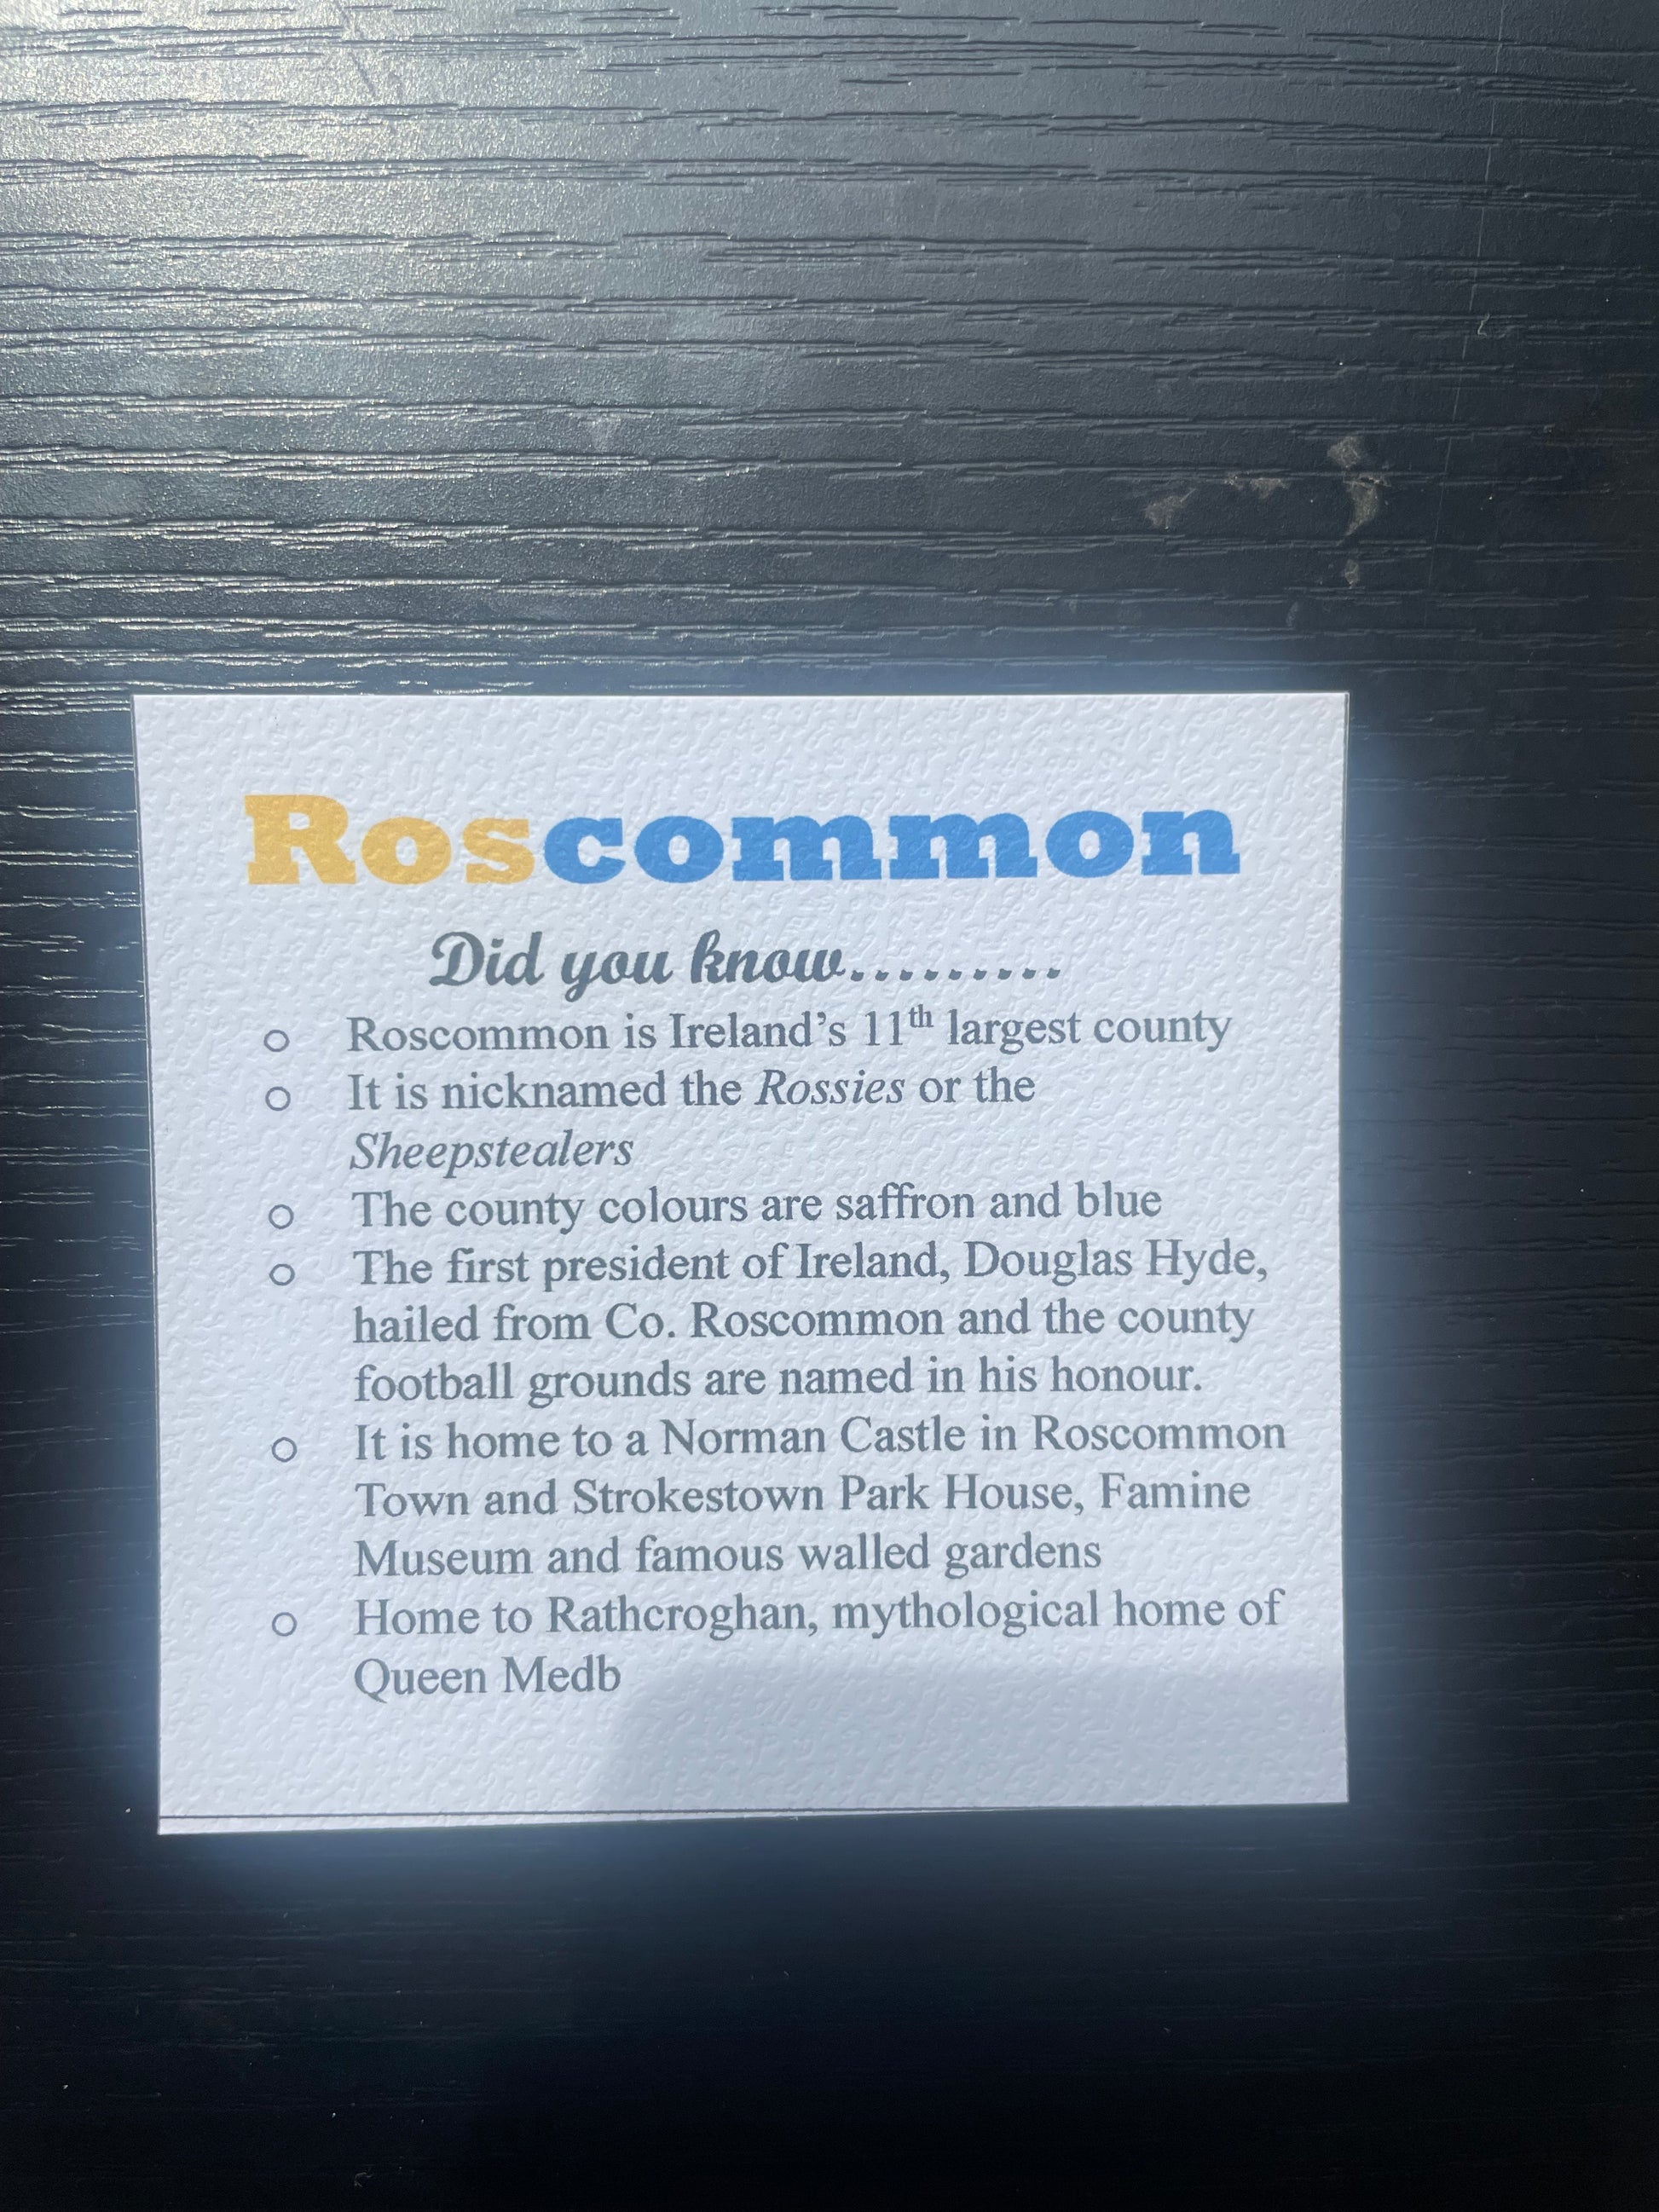 Roscommon
Did you know.........
o Roscommon is Ireland's 11th largest county
o It is nicknamed the Rossies or the
Sheepstealers
o The county colours are saffron and blue
o The first president of Ireland, Douglas Hyde,
hailed from Co. Roscommon and the county
football grounds are named in his honour.
o It is home to a Norman Castle in Roscommon
Town and Strokestown Park House, Famine
Museum and famous walled gardens
o Home to Rathcroghan, mythological home of
Queen Medb